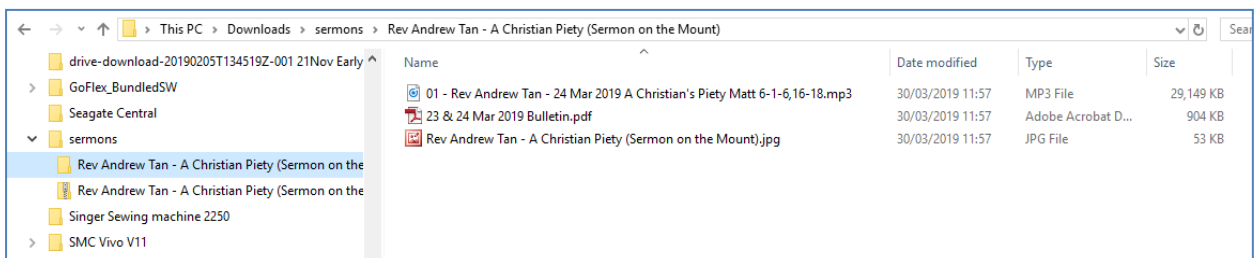 This PC > Downloads > sermons > Rev Andrew Tan - A Christian Piety (Sermon on the Mount)
drive-download-20190205T134519Z-001 21Nov Early
GoFlex_BundledSW
Seagate Central
sermons
Rev Andrew Tan - A Christian Piety (Sermon on the
Rev Andrew Tan - A Christian Piety (Sermon on the
Singer Sewing machine 2250
SMC Vivo V11
Name Date modified Type Size
01 - Rev Andrew Tan - 24 Mar 2019 A Christian's Piety Matt 6-1-6,16-18.mp3 30/03/2019 11:57 MP3 File 29,149 KB
23 & 24 Mar 2019 Bulletin.pdf 30/03/2019 11:57 Adobe Acrobat D... 904 KB
Rev Andrew Tan - A Christian Piety (Sermon on the Mount).jpg 30/03/2019 11:57 JPG File 53 KB